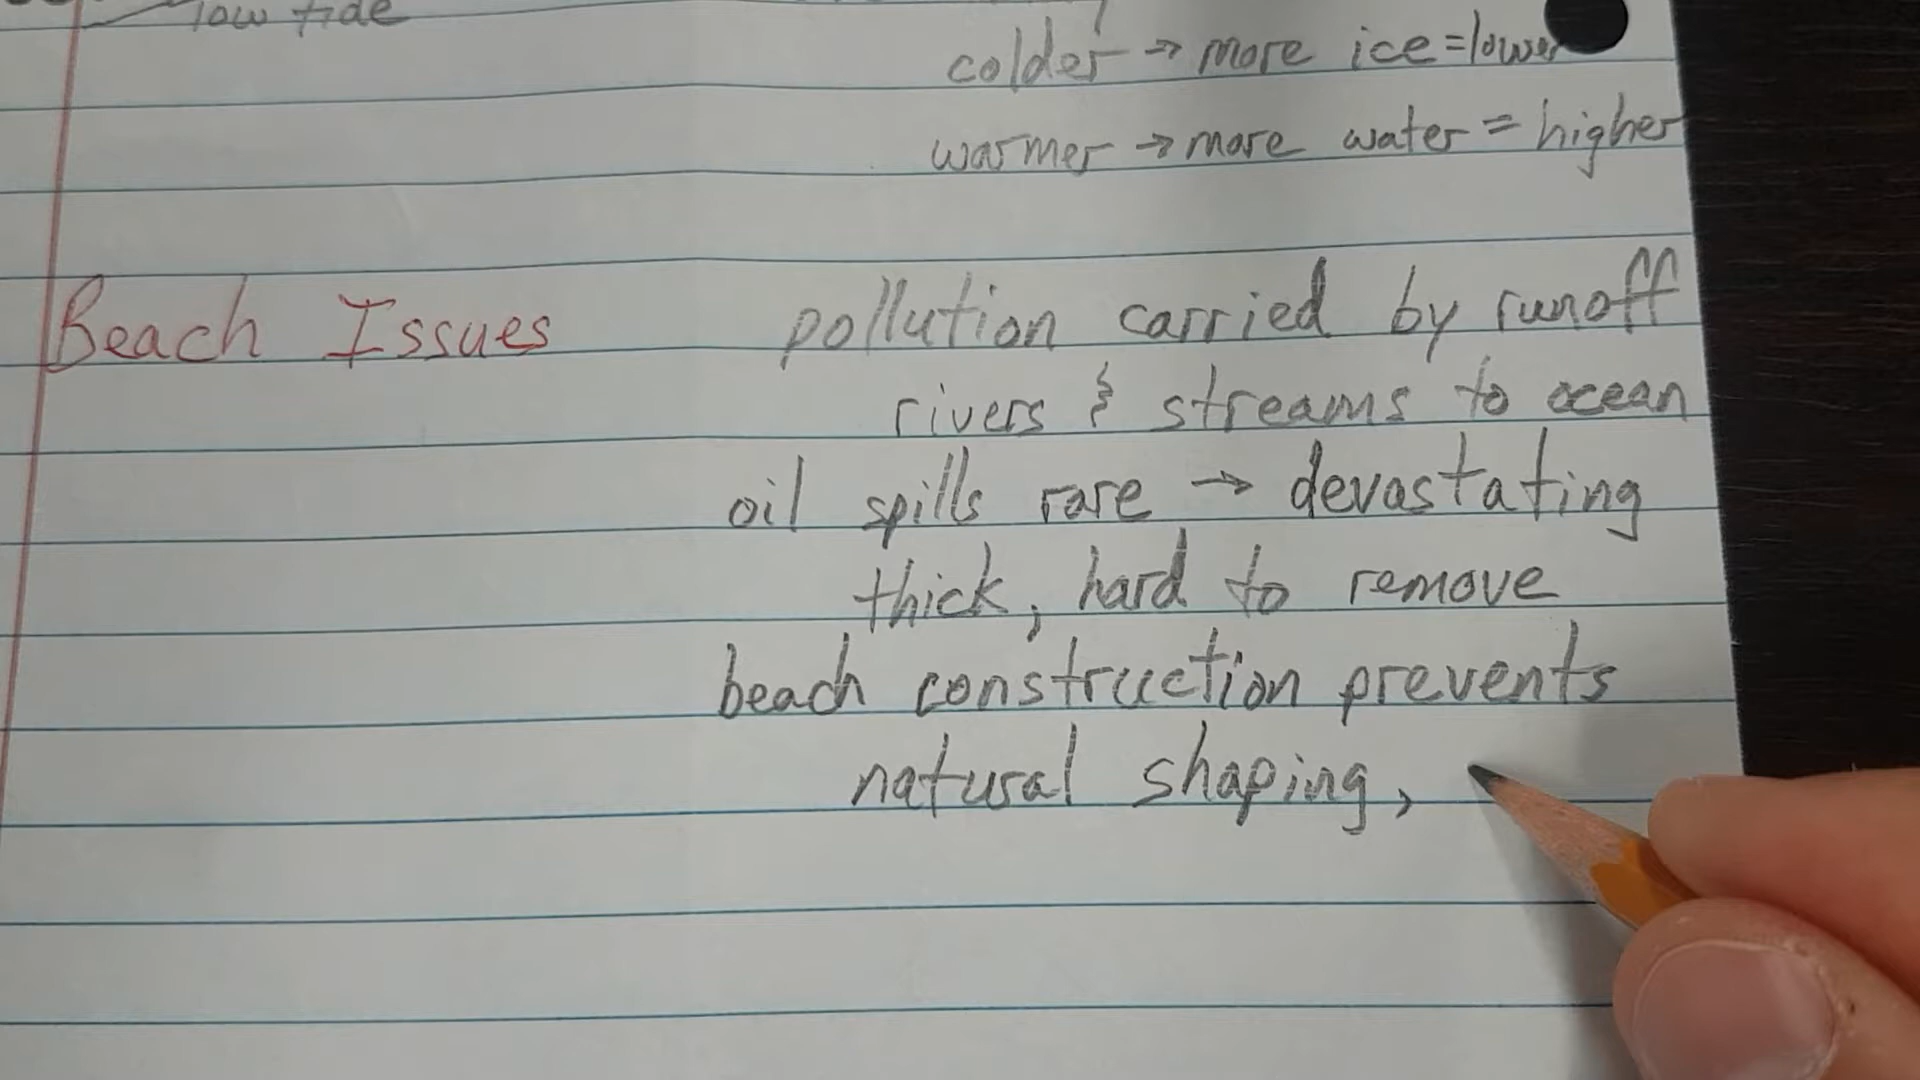 low tide
colder → more ice = lower
warmer → more water = higher
Beach Issues
pollution carried by runoff
rivers & streams to ocean
oil spills rare → devastating
thick, hard to remove
beach construction prevents
natural shaping,